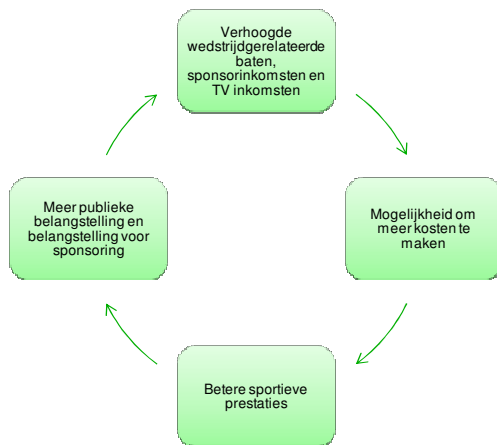 Verhoogde
wedstrijdgerelateerde
baten,
sponsorinkomsten en
TV inkomsten
Mogelijkheid om
meer kosten te
maken
Betere sportieve
prestaties
Meer publieke
belangstelling en
belangstelling voor
sponsoring